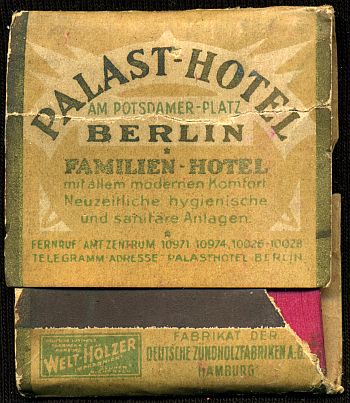 PALAST-HOTEL
AM POTSDAMER-PLATZ
BERLIN
FAMILIEN-HOTEL
mit allem modernen Komfort
Neuzeitliche, hygienische
und sanitäre Anlagen.
FERNRUF AMT ZENTRUM 10971, 10974, 10026-10028
TELEGRAMM-ADRESSE PALASTHOTEL BERLIN
WELT-HÖLZER
FABRIKAT DER
DEUTSCHE ZÜNDHOLZFABRIKEN A.G.
HAMBURG